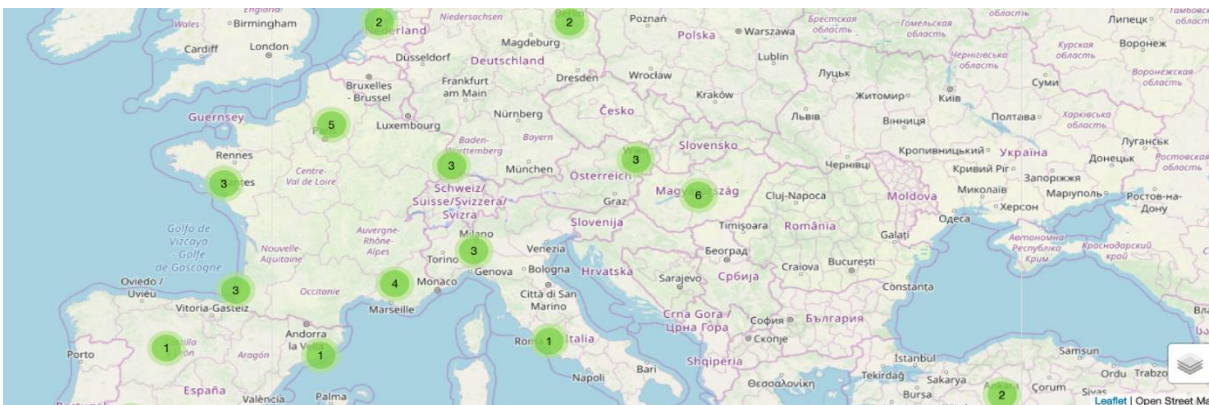 Wales
Birmingham
Cardiff
London
2
Nederland
Niedersachsen
2
Magdeburg
Poznań
Polska
Warszawa
Брестская
область
Гомельская
область
Липецк
Воронеж
Курская
область
Düsseldorf
Deutschland
Lublin
Чернігівська
область
Bruxelles
- Brussel
Frankfurt
am Main
Dresden
Wrocław
Луцьк
Суми
Воронежская
область
Guernsey
5
Luxembourg
Nürnberg
Česko
Kraków
Львів
Житомир
Київ
Полтава
Харківська
область
Вінниця
Rennes
Centre-
Val de Loire
3
Baden-
Württemberg
Bayern
München
3
Österreich
Slovensko
Чернівці
Кропивницький
Україна
Луганськ
Донецьк
Ростовская
область
3
Schweiz/
Suisse/Svizzera/
Svizra
Graz
6
Magyarország
Cluj-Napoca
Moldova
Кривий Ріг
Запоріжжя
Миколаїв
Маріуполь
Ростов-на-
Дону
Херсон
Одеса
Golfo de
Vizcaya
- Golfe
de Gascogne
Nouvelle-
Aquitaine
Auvergne-
Rhône-
Alpes
Milano
Torino
3
Genova
Slovenija
Venezia
Bologna
Hrvatska
Timișoara
România
Galați
Београд
Craiova
București
Автономна
Республіка
Крим
Краснодарский
край
Oviedo /
Uviéu
3
Vitoria-Gasteiz
Occitanie
4
Marseille
Monaco
Città di San
Marino
Sarajevo
Србија
Constanța
Crna Gora /
Црна Гора
София
България
Скопје
Andorra
la Vella
Porto
1
Aragón
1
Roma
1
Italia
Napoli
Bari
Shqipëria
España
València
Palma
Θεσσαλονίκη
İstanbul
Tekirdağ
Sakarya
Bursa
Ankara
2
Çorum
Samsun
Ordu
Sivas
Leaflet | Open Street Ma